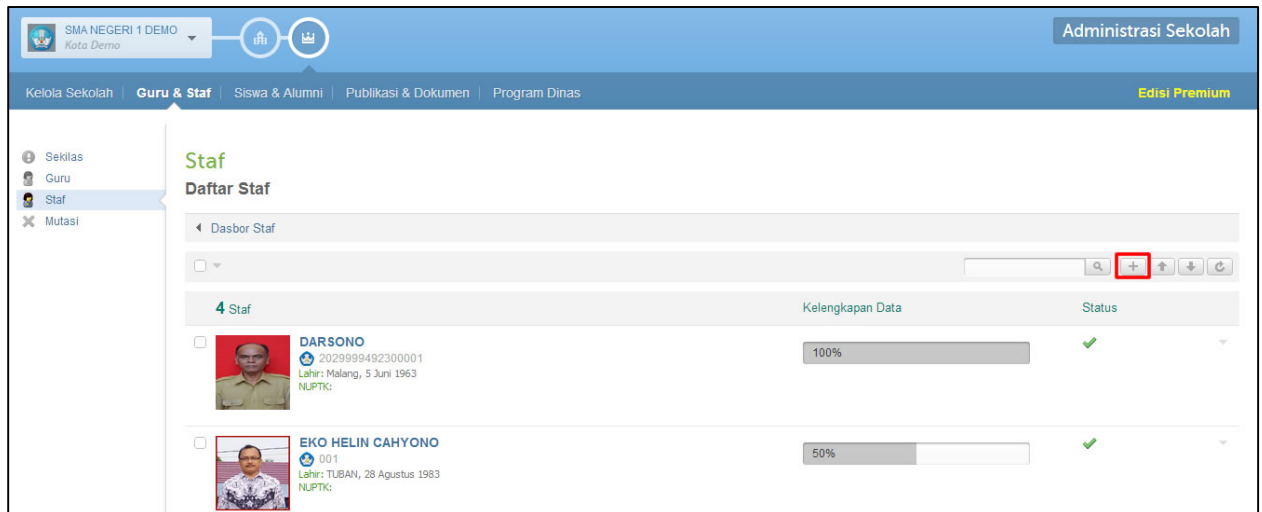 SMA NEGERI 1 DEMO
Kota Demo
Administrasi Sekolah
Kelola Sekolah | Guru & Staf | Siswa & Alumni | Publikasi & Dokumen | Program Dinas
Edisi Premium
Sekilas
Guru
Staf
Mutasi
Staf
Daftar Staf
Dasbor Staf
4 Staf Kelengkapan Data Status
DARSONO
2029999492300001
Lahir: Malang, 5 Juni 1963
NUPTK:
100%
EKO HELIN CAHYONO
001
Lahir: TUBAN, 28 Agustus 1983
NUPTK:
50%